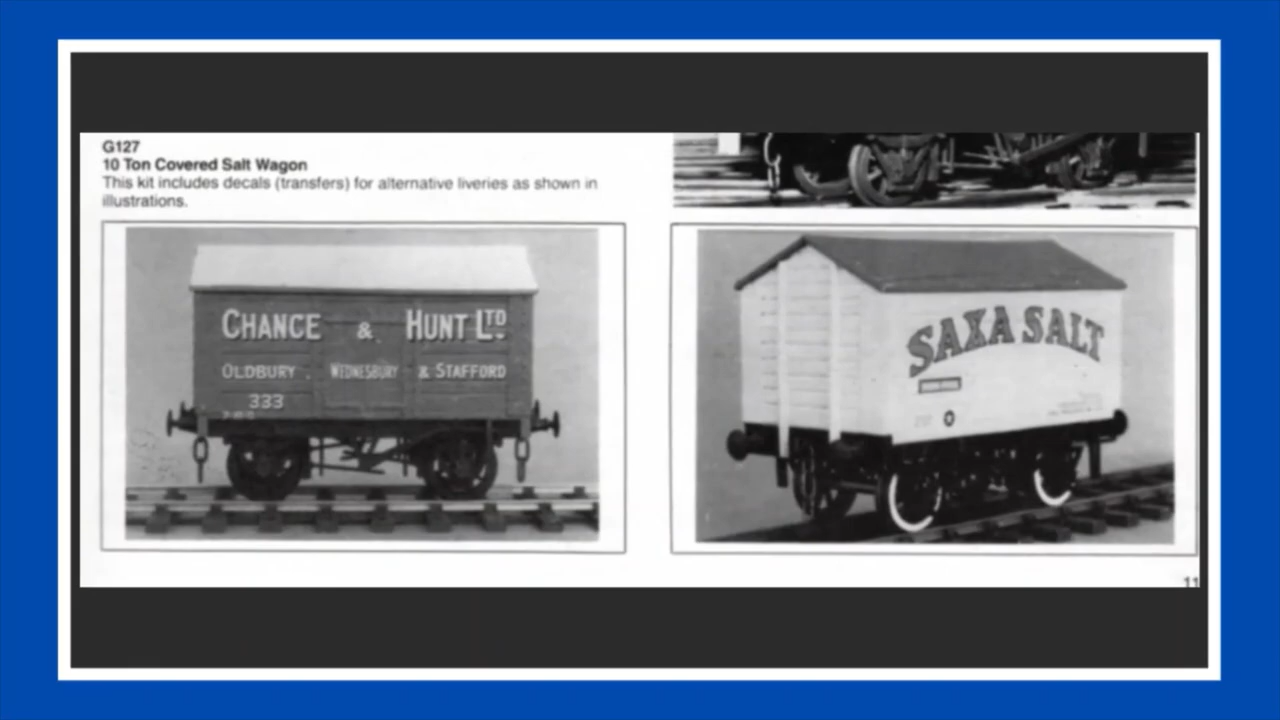 G127
10 Ton Covered Salt Wagon
This kit includes decals (transfers) for alternative liveries as shown in
illustrations.
CHANCE & HUNT LTD
OLDBURY . WEDNESBURY & STAFFORD
333
SAXA SALT
11